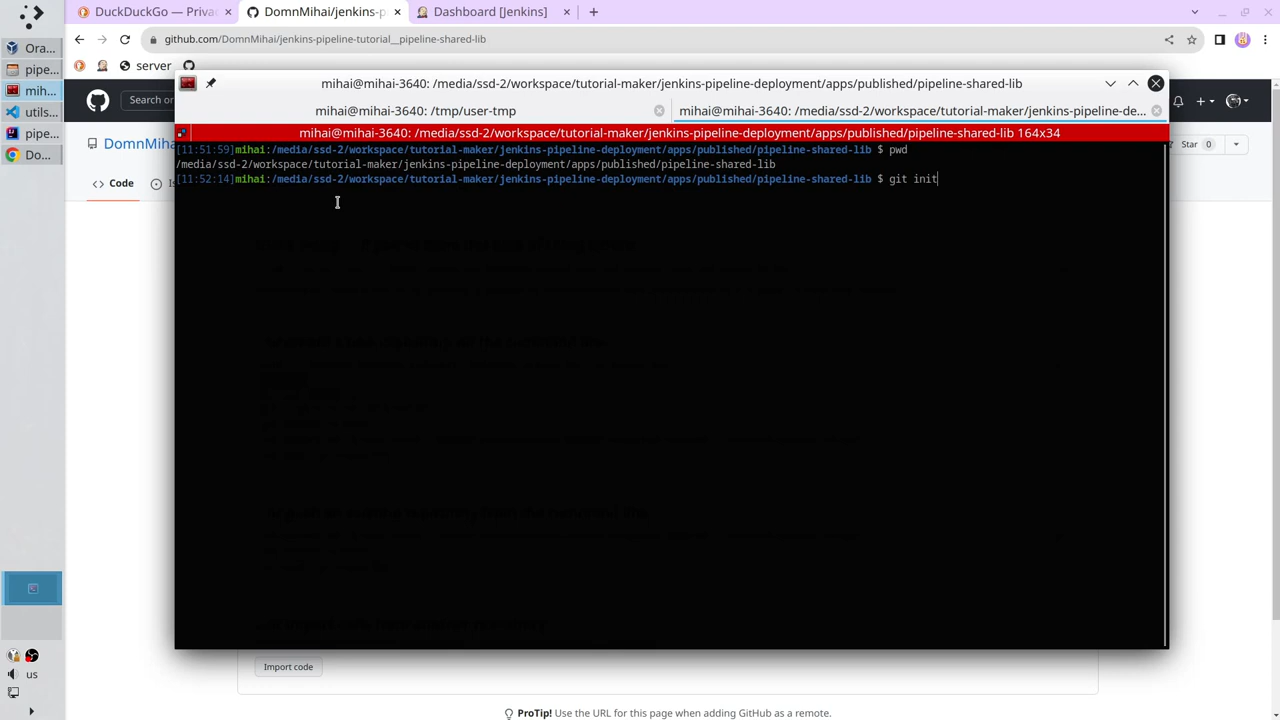 DuckDuckGo — Priva
DomnMihai/jenkins-p
Dashboard [Jenkins]
github.com/DomnMihai/jenkins-pipeline-tutorial__pipeline-shared-lib
server
Ora...
pipe...
mih...
utils...
pipe...
Do...
us
Search or
DomnMiha
Star 0
Code
Is
mihai@mihai-3640: /media/ssd-2/workspace/tutorial-maker/jenkins-pipeline-deployment/apps/published/pipeline-shared-lib
mihai@mihai-3640: /tmp/user-tmp
mihai@mihai-3640: /media/ssd-2/workspace/tutorial-maker/jenkins-pipeline-de...
mihai@mihai-3640: /media/ssd-2/workspace/tutorial-maker/jenkins-pipeline-deployment/apps/published/pipeline-shared-lib 164x34
[11:51:59]mihai:/media/ssd-2/workspace/tutorial-maker/jenkins-pipeline-deployment/apps/published/pipeline-shared-lib $ pwd
/media/ssd-2/workspace/tutorial-maker/jenkins-pipeline-deployment/apps/published/pipeline-shared-lib
[11:52:14]mihai:/media/ssd-2/workspace/tutorial-maker/jenkins-pipeline-deployment/apps/published/pipeline-shared-lib $ git init
Import code
ProTip! Use the URL for this page when adding GitHub as a remote.